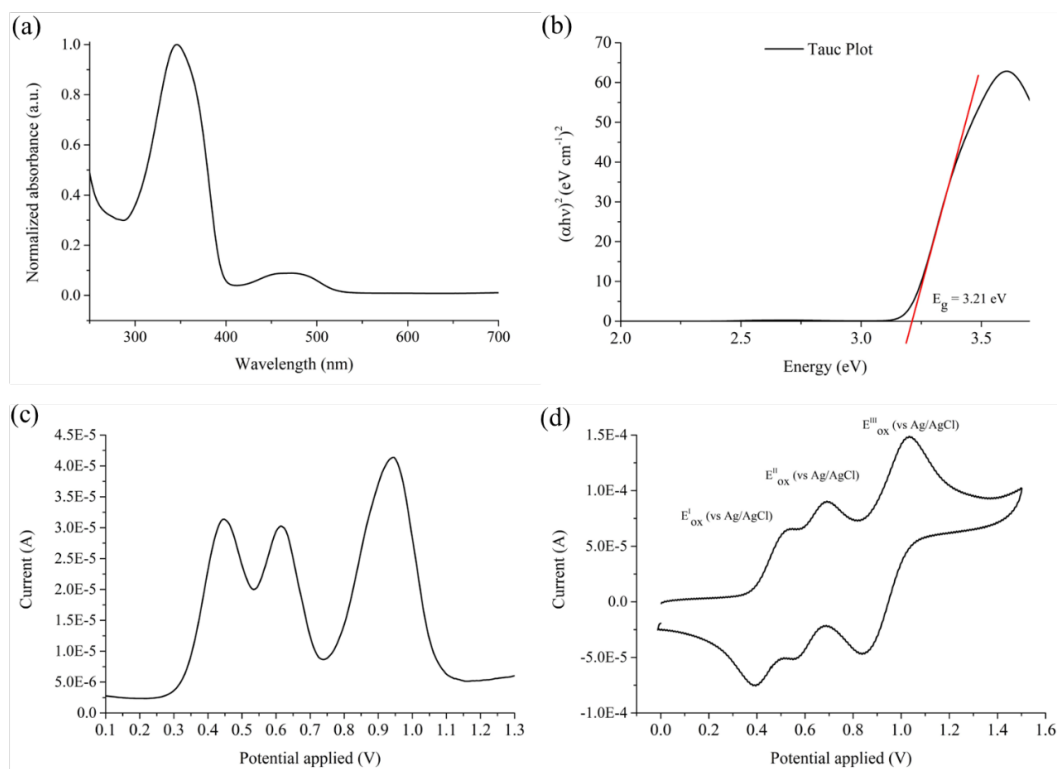 (a)
1.0
0.8
0.6
0.4
0.2
0.0
Normalized absorbance (a.u.)
300 400 500 600 700
Wavelength (nm)
(b)
Tauc Plot
70
60
50
40
30
20
10
0
(αhν)² (eV cm⁻¹)²
E_g = 3.21 eV
2.0 2.5 3.0 3.5
Energy (eV)
(c)
4.5E-5
4.0E-5
3.5E-5
3.0E-5
2.5E-5
2.0E-5
1.5E-5
1.0E-5
5.0E-6
0.0
Current (A)
0.1 0.2 0.3 0.4 0.5 0.6 0.7 0.8 0.9 1.0 1.1 1.2 1.3
Potential applied (V)
(d)
E^III_ox (vs Ag/AgCl)
E^II_ox (vs Ag/AgCl)
E^I_ox (vs Ag/AgCl)
1.5E-4
1.0E-4
5.0E-5
0.0
-5.0E-5
-1.0E-4
Current (A)
0.0 0.2 0.4 0.6 0.8 1.0 1.2 1.4 1.6
Potential applied (V)